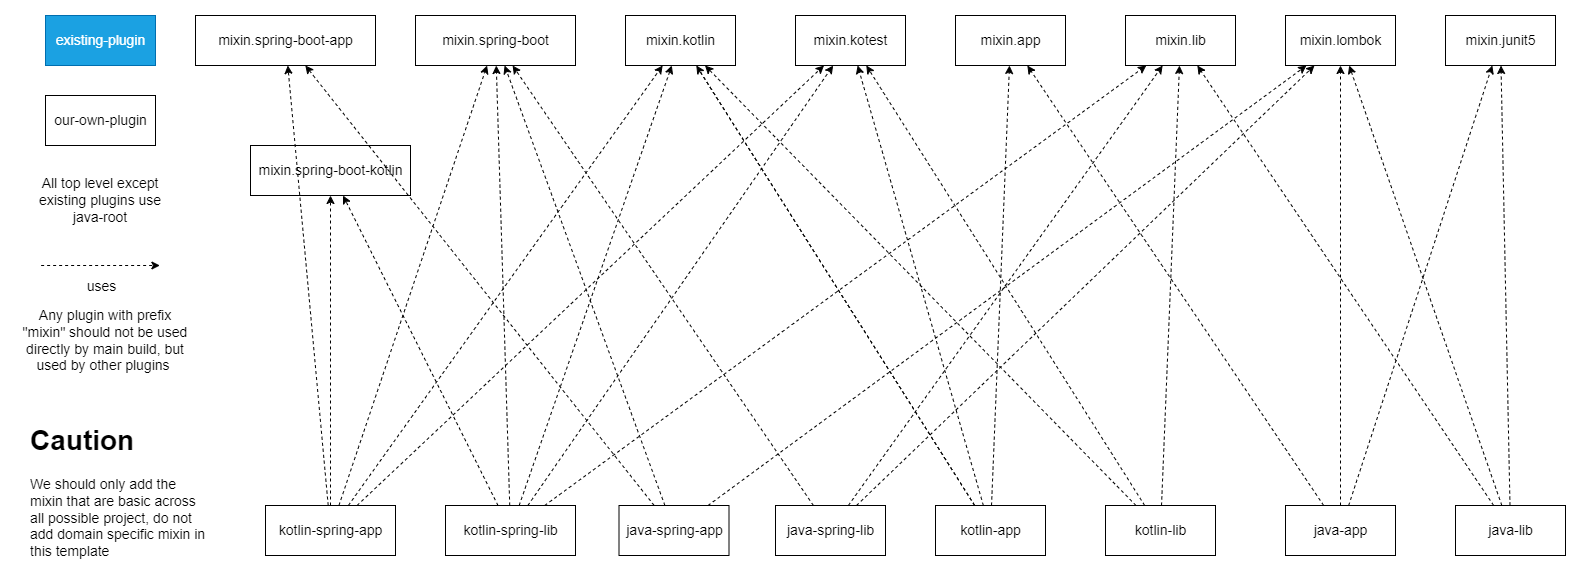 existing-plugin
mixin.spring-boot-app
mixin.spring-boot
mixin.kotlin
mixin.kotest
mixin.app
mixin.lib
mixin.lombok
mixin.junit5
our-own-plugin
mixin.spring-boot-kotlin
All top level except
existing plugins use
java-root
uses
Any plugin with prefix
"mixin" should not be used
directly by main build, but
used by other plugins
Caution
We should only add the
mixin that are basic across
all possible project, do not
add domain specific mixin in
this template
kotlin-spring-app
kotlin-spring-lib
java-spring-app
java-spring-lib
kotlin-app
kotlin-lib
java-app
java-lib